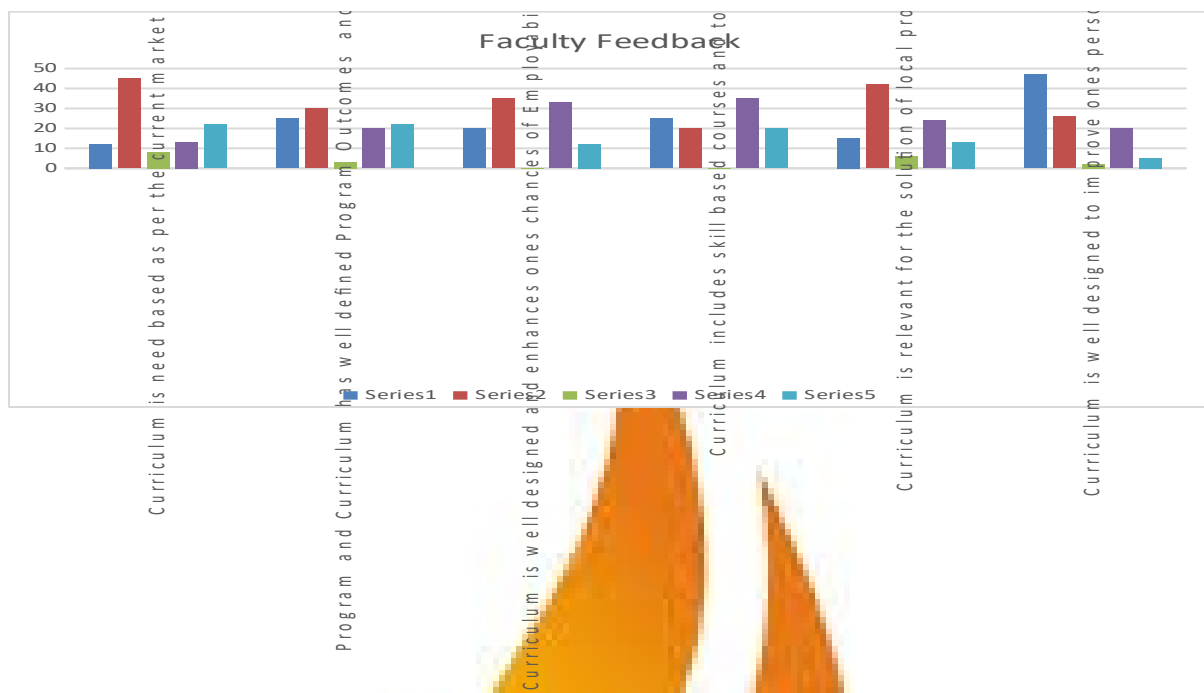 Faculty Feedback
50
40
30
20
10
0
Curriculum is need based as per the current market
Program and Curriculum has well defined Program Outcomes and
Curriculum is well designed and enhances ones chances of Employabi
Curriculum includes skill based courses and to
Curriculum is relevant for the solution of local pro
Curriculum is well designed to improve ones perso
Series1 Series2 Series3 Series4 Series5